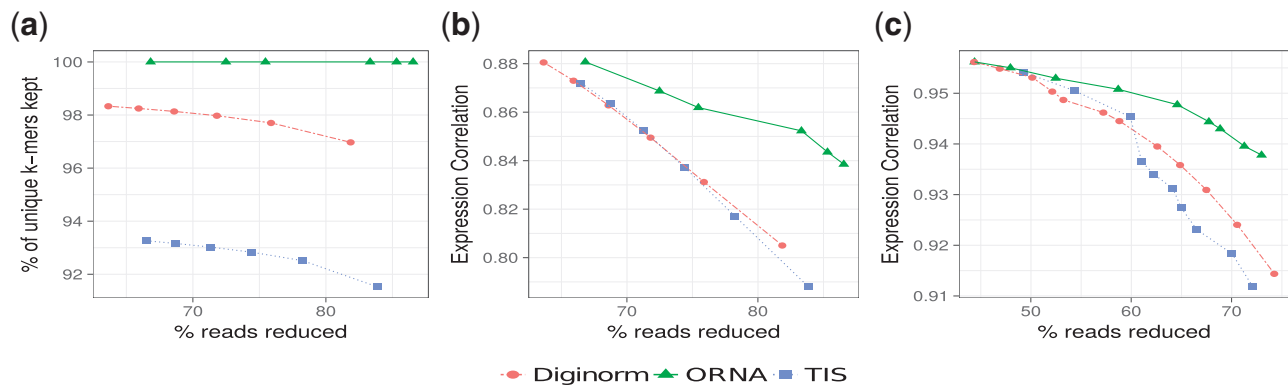 (a)
% of unique k−mers kept
100
98
96
94
92
70
80
% reads reduced
(b)
Expression Correlation
0.88
0.86
0.84
0.82
0.80
70
80
% reads reduced
(c)
Expression Correlation
0.95
0.94
0.93
0.92
0.91
50
60
70
% reads reduced
Diginorm ORNA TIS